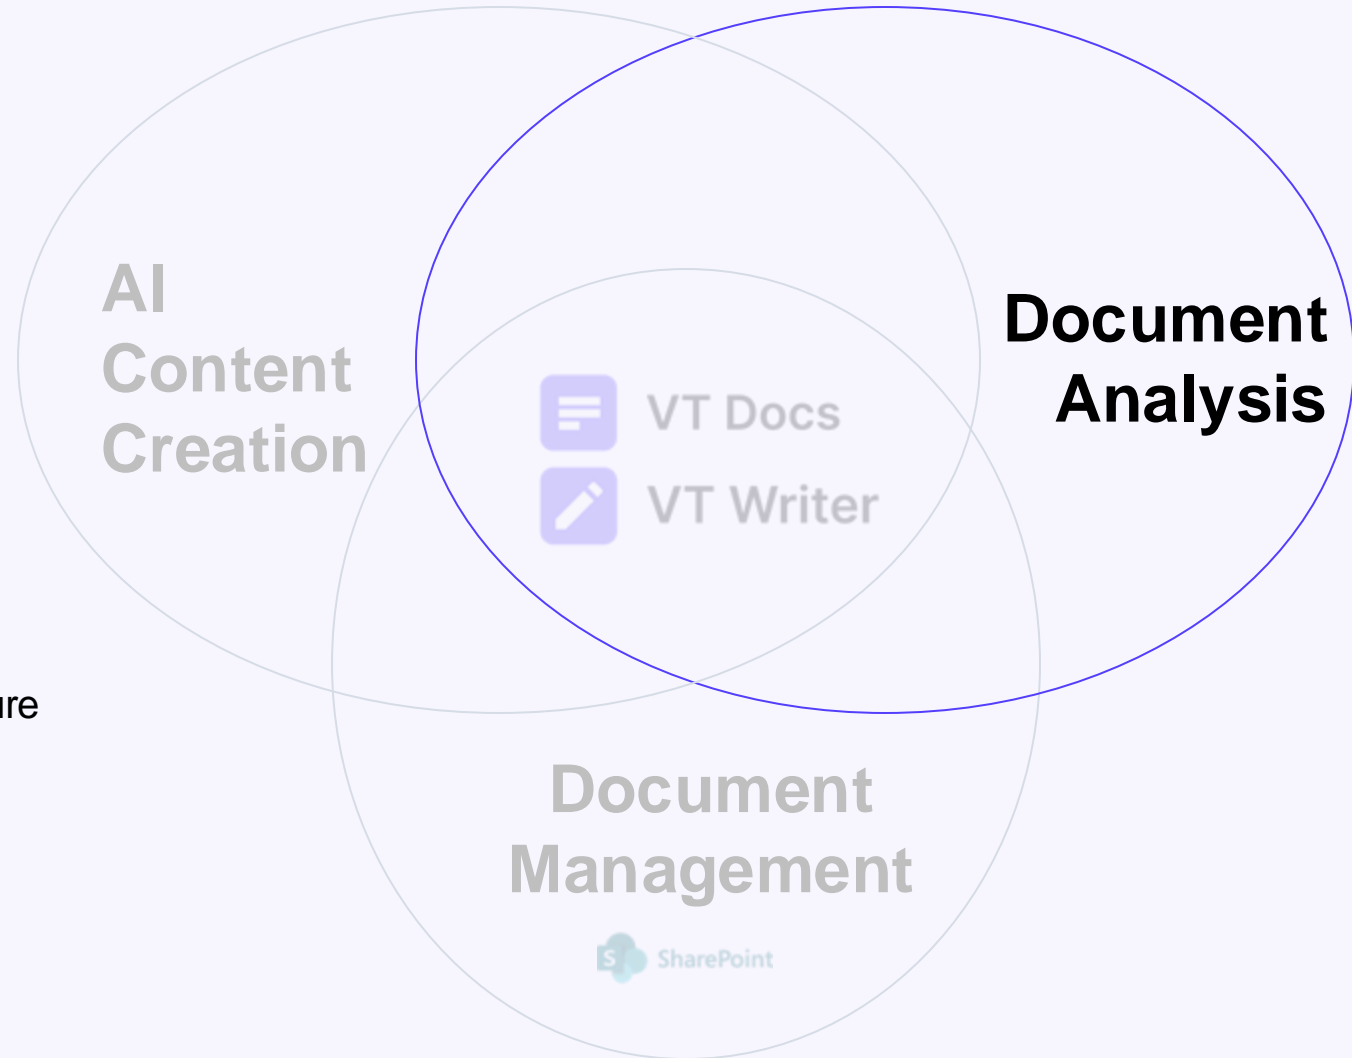 AI
Content
Creation
Document
Analysis
VT Docs
VT Writer
ure
Document
Management
S SharePoint